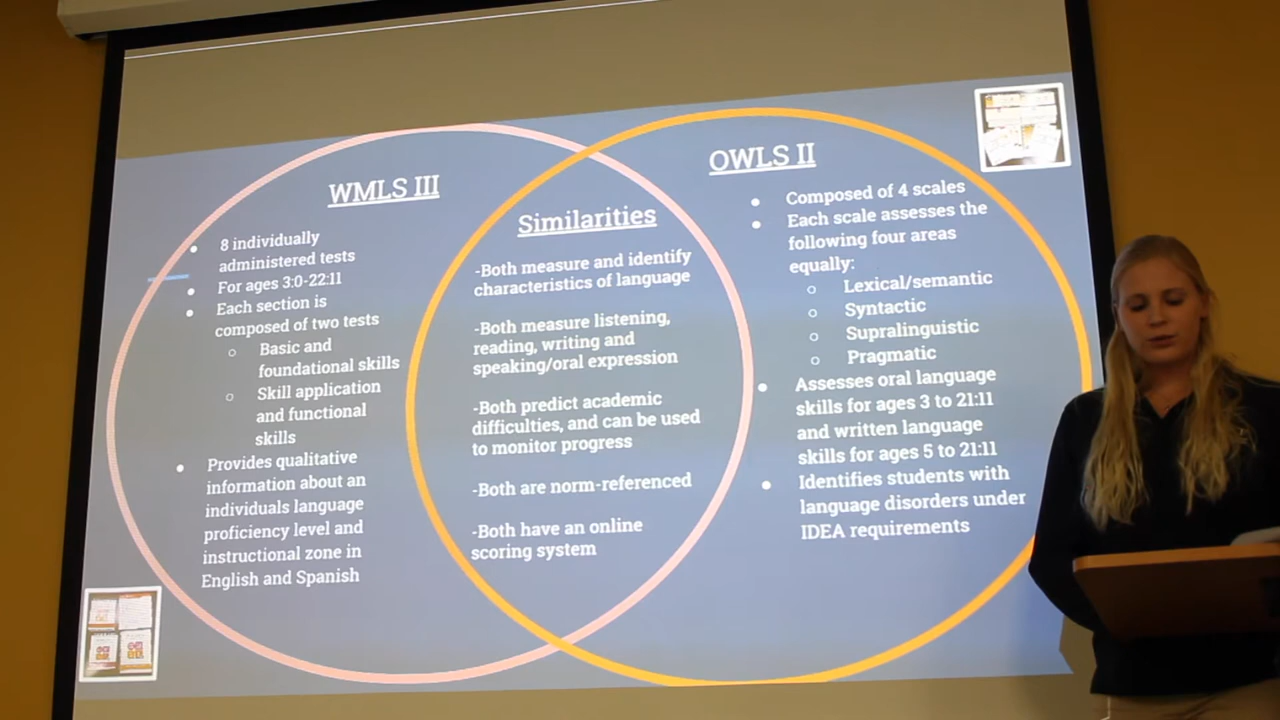 WMLS III
8 individually
administered tests
For ages 3:0-22:11
Each section is
composed of two tests
Basic and
foundational skills
Skill application
and functional
skills
Provides qualitative
information about an
individuals language
proficiency level and
instructional zone in
English and Spanish
Similarities
-Both measure and identify
characteristics of language
-Both measure listening,
reading, writing and
speaking/oral expression
-Both predict academic
difficulties, and can be used
to monitor progress
-Both are norm-referenced
-Both have an online
scoring system
OWLS II
Composed of 4 scales
Each scale assesses the
following four areas
equally:
Lexical/semantic
Syntactic
Supralinguistic
Pragmatic
Assesses oral language
skills for ages 3 to 21:11
and written language
skills for ages 5 to 21:11
Identifies students with
language disorders under
IDEA requirements